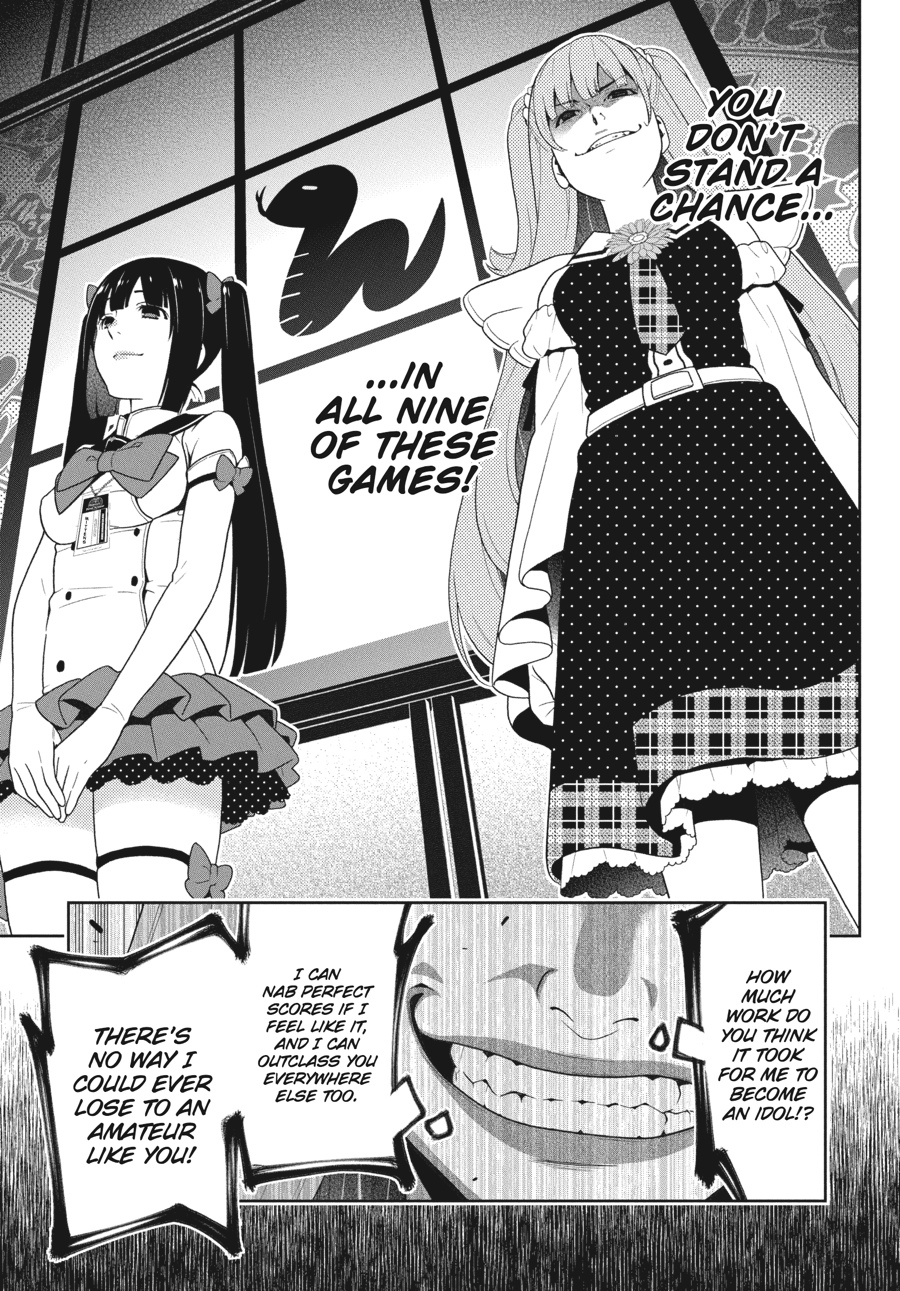 YOU
DON'T
STAND A
CHANCE...
...IN
ALL NINE
OF THESE
GAMES!
HOW
MUCH
WORK DO
YOU THINK
IT TOOK
FOR ME TO
BECOME
AN IDOL!?
I CAN
NAB PERFECT
SCORES IF I
FEEL LIKE IT,
AND I CAN
OUTCLASS YOU
EVERYWHERE
ELSE TOO.
THERE'S
NO WAY I
COULD EVER
LOSE TO AN
AMATEUR
LIKE YOU!